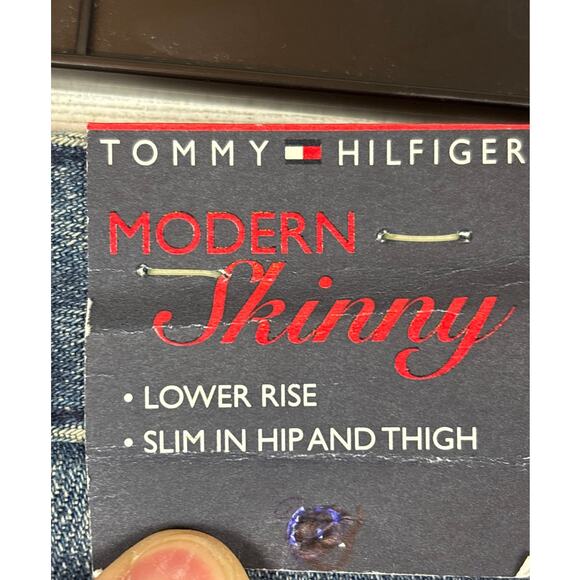 TOMMY HILFIGER
MODERN
Skinny
• LOWER RISE
• SLIM IN HIP AND THIGH